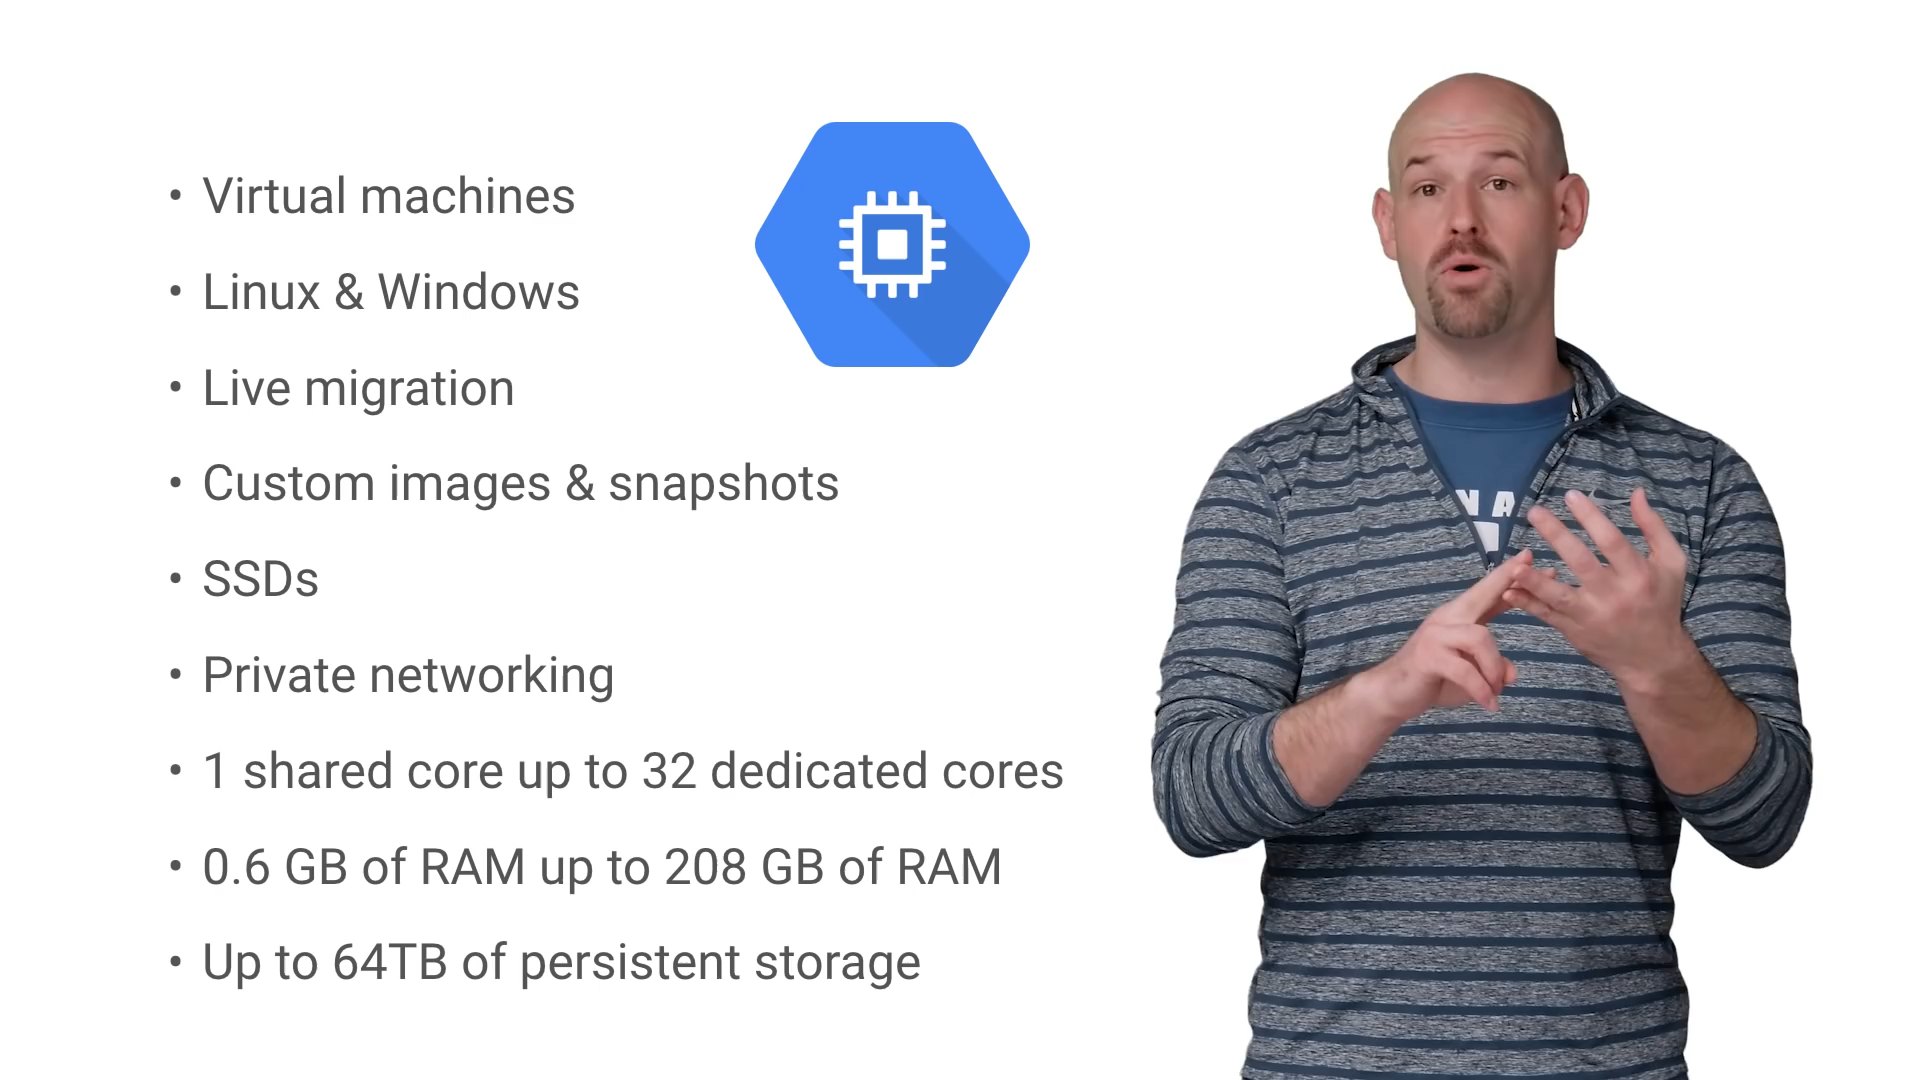 • Virtual machines
• Linux & Windows
• Live migration
• Custom images & snapshots
• SSDs
• Private networking
• 1 shared core up to 32 dedicated cores
• 0.6 GB of RAM up to 208 GB of RAM
• Up to 64TB of persistent storage
N A